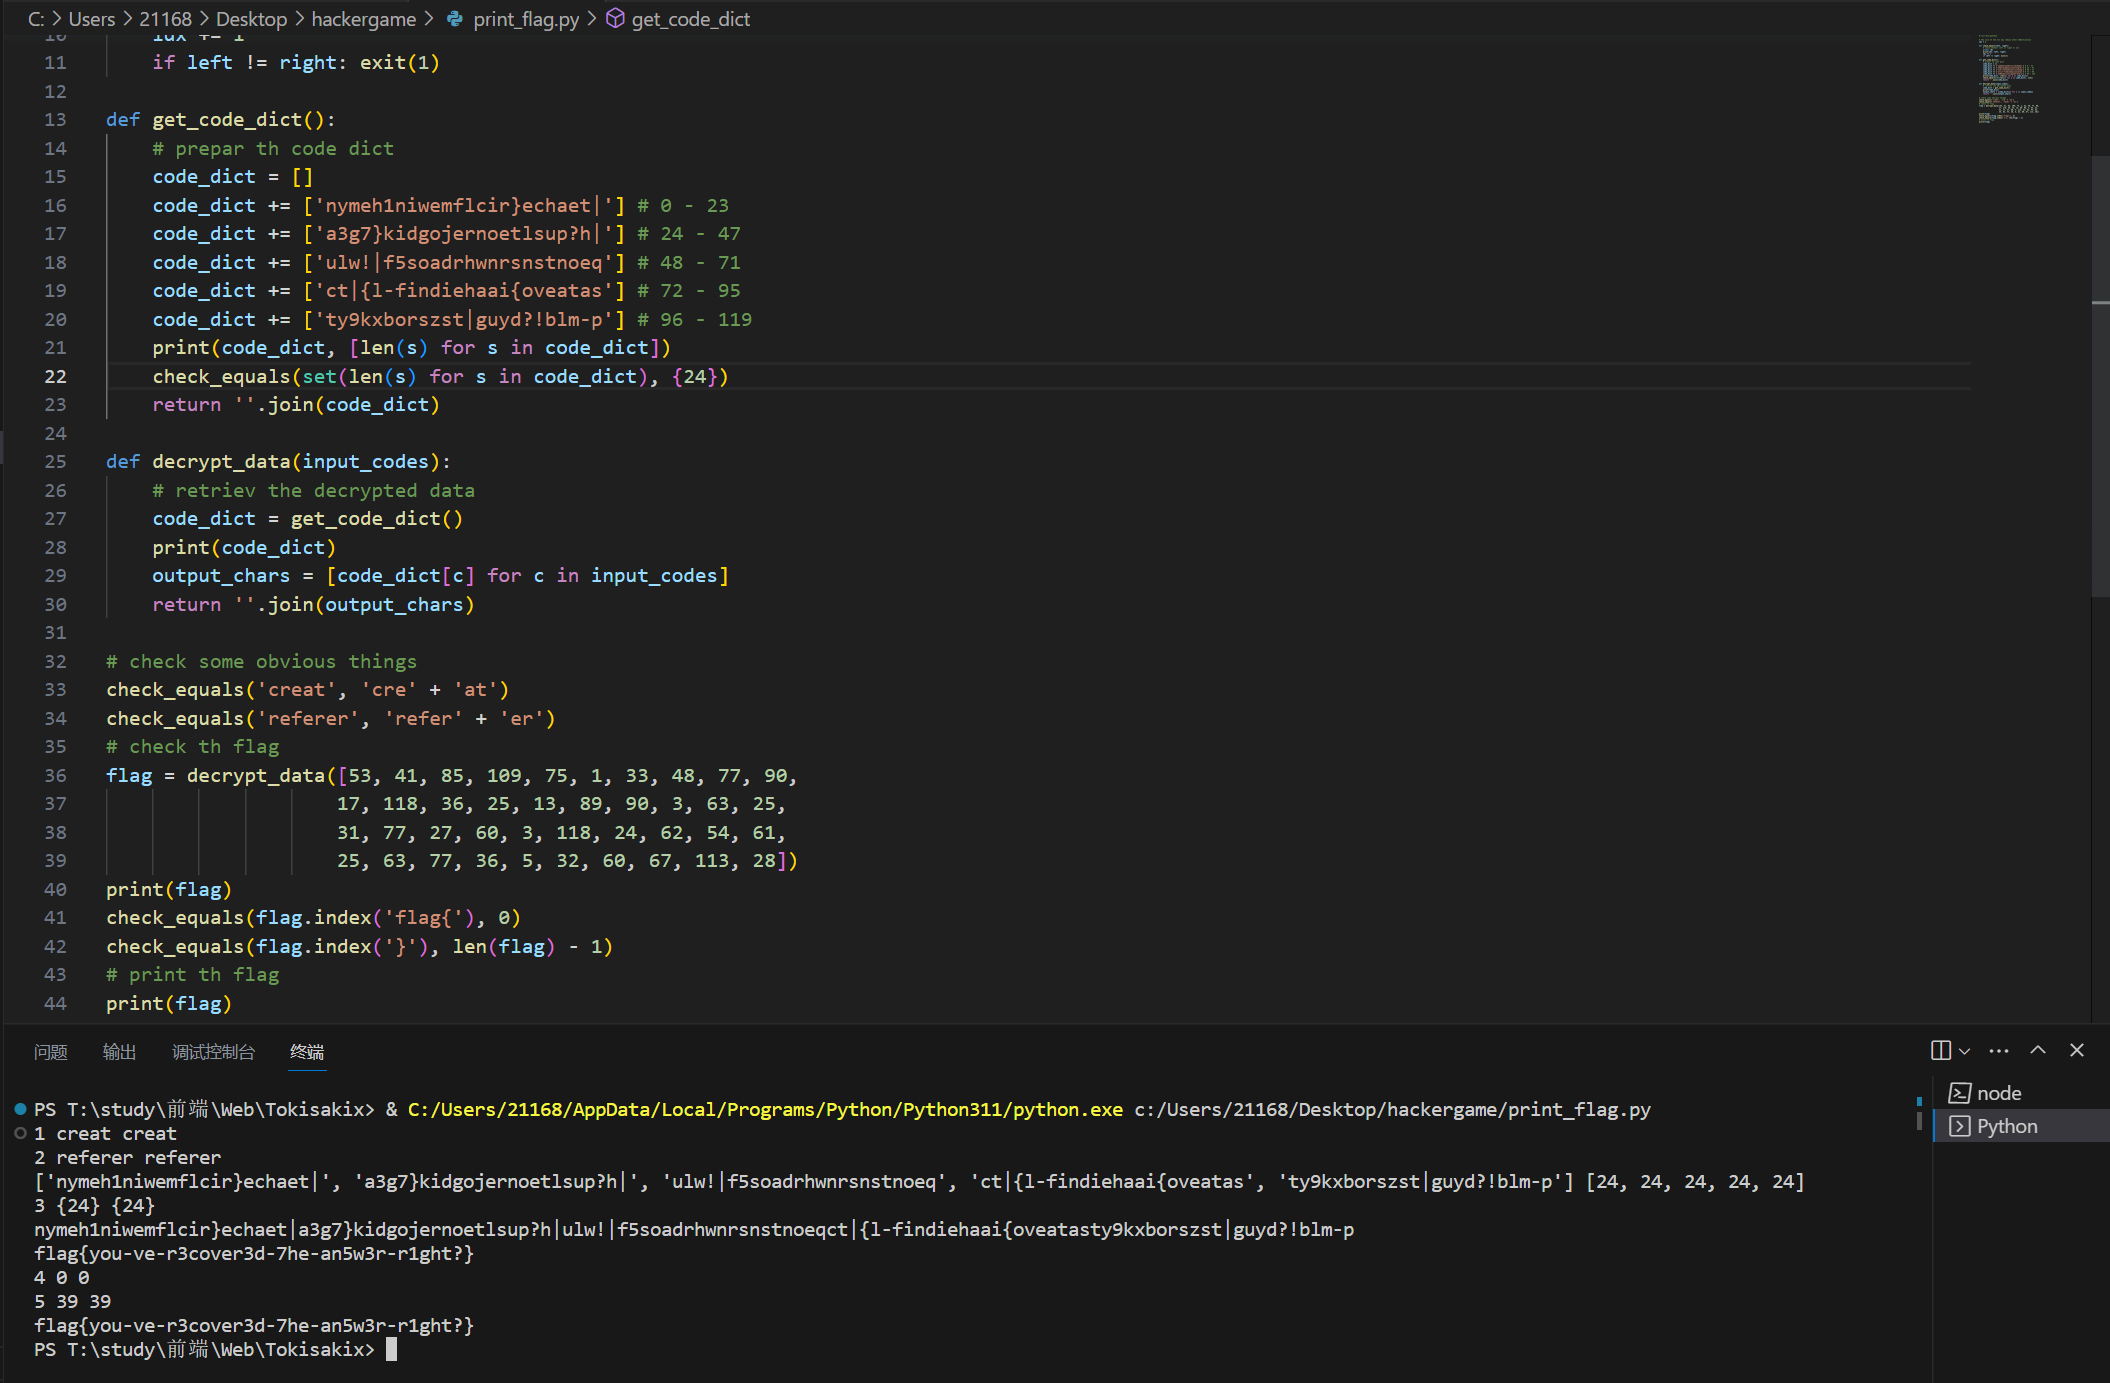 C: > Users > 21168 > Desktop > hackergame > print_flag.py > get_code_dict
10 lux += 1
11 if left != right: exit(1)
12
13 def get_code_dict():
14 # prepar th code dict
15 code_dict = []
16 code_dict += ['nymeh1niwemflcir}echaet|'] # 0 - 23
17 code_dict += ['a3g7}kidgojernoetlsup?h|'] # 24 - 47
18 code_dict += ['ulw!|f5soadrhwnrsnstnoeq'] # 48 - 71
19 code_dict += ['ct|{l-findiehaai{oveatas'] # 72 - 95
20 code_dict += ['ty9kxborszst|guyd?!blm-p'] # 96 - 119
21 print(code_dict, [len(s) for s in code_dict])
22 check_equals(set(len(s) for s in code_dict), {24})
23 return ''.join(code_dict)
24
25 def decrypt_data(input_codes):
26 # retriev the decrypted data
27 code_dict = get_code_dict()
28 print(code_dict)
29 output_chars = [code_dict[c] for c in input_codes]
30 return ''.join(output_chars)
31
32 # check some obvious things
33 check_equals('creat', 'cre' + 'at')
34 check_equals('referer', 'refer' + 'er')
35 # check th flag
36 flag = decrypt_data([53, 41, 85, 109, 75, 1, 33, 48, 77, 90,
37 17, 118, 36, 25, 13, 89, 90, 3, 63, 25,
38 31, 77, 27, 60, 3, 118, 24, 62, 54, 61,
39 25, 63, 77, 36, 5, 32, 60, 67, 113, 28])
40 print(flag)
41 check_equals(flag.index('flag{'), 0)
42 check_equals(flag.index('}'), len(flag) - 1)
43 # print th flag
44 print(flag)
问题 输出 调试控制台 终端
PS T:\study\前端\Web\Tokisakix> & C:/Users/21168/AppData/Local/Programs/Python/Python311/python.exe c:/Users/21168/Desktop/hackergame/print_flag.py
1 creat creat
2 referer referer
['nymeh1niwemflcir}echaet|', 'a3g7}kidgojernoetlsup?h|', 'ulw!|f5soadrhwnrsnstnoeq', 'ct|{l-findiehaai{oveatas', 'ty9kxborszst|guyd?!blm-p'] [24, 24, 24, 24, 24]
3 {24} {24}
nymeh1niwemflcir}echaet|a3g7}kidgojernoetlsup?h|ulw!|f5soadrhwnrsnstnoeqct|{l-findiehaai{oveatasty9kxborszst|guyd?!blm-p
flag{you-ve-r3cover3d-7he-an5w3r-r1ght?}
4 0 0
5 39 39
flag{you-ve-r3cover3d-7he-an5w3r-r1ght?}
PS T:\study\前端\Web\Tokisakix>
node
Python